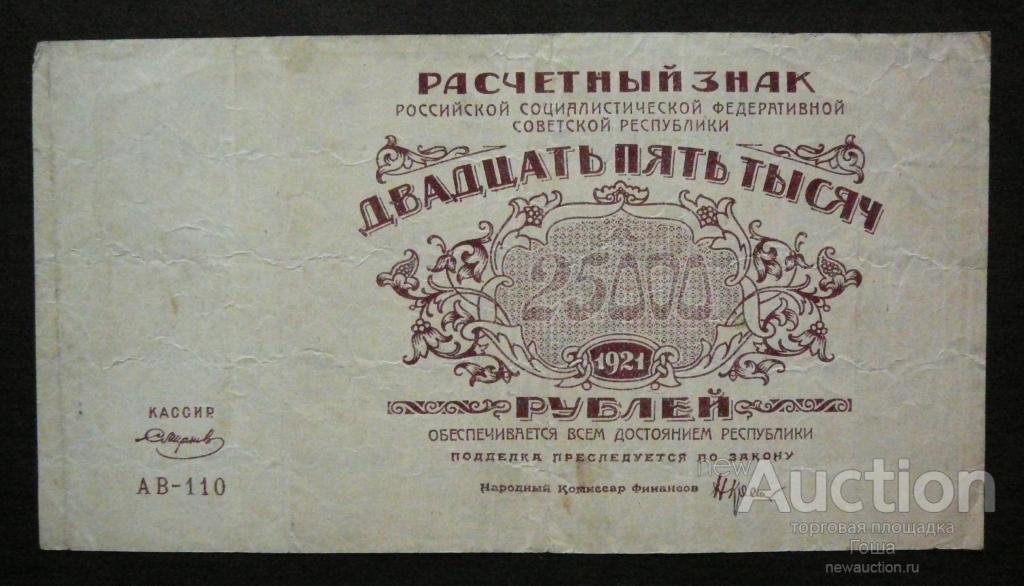 РАСЧЕТНЫЙ ЗНАК
РОССИЙСКОЙ СОЦИАЛИСТИЧЕСКОЙ ФЕДЕРАТИВНОЙ
СОВЕТСКОЙ РЕСПУБЛИКИ
ДВАДЦАТЬ ПЯТЬ ТЫСЯЧ
25000
1921
РУБЛЕЙ
ОБЕСПЕЧИВАЕТСЯ ВСЕМ ДОСТОЯНИЕМ РЕСПУБЛИКИ
ПОДДЕЛКА ПРЕСЛЕДУЕТСЯ ПО ЗАКОНУ
Народный Комиссар Финансов
КАССИР
Смирнов
АВ-110
newAuction
торговая площадка
Гоша
newauction.ru